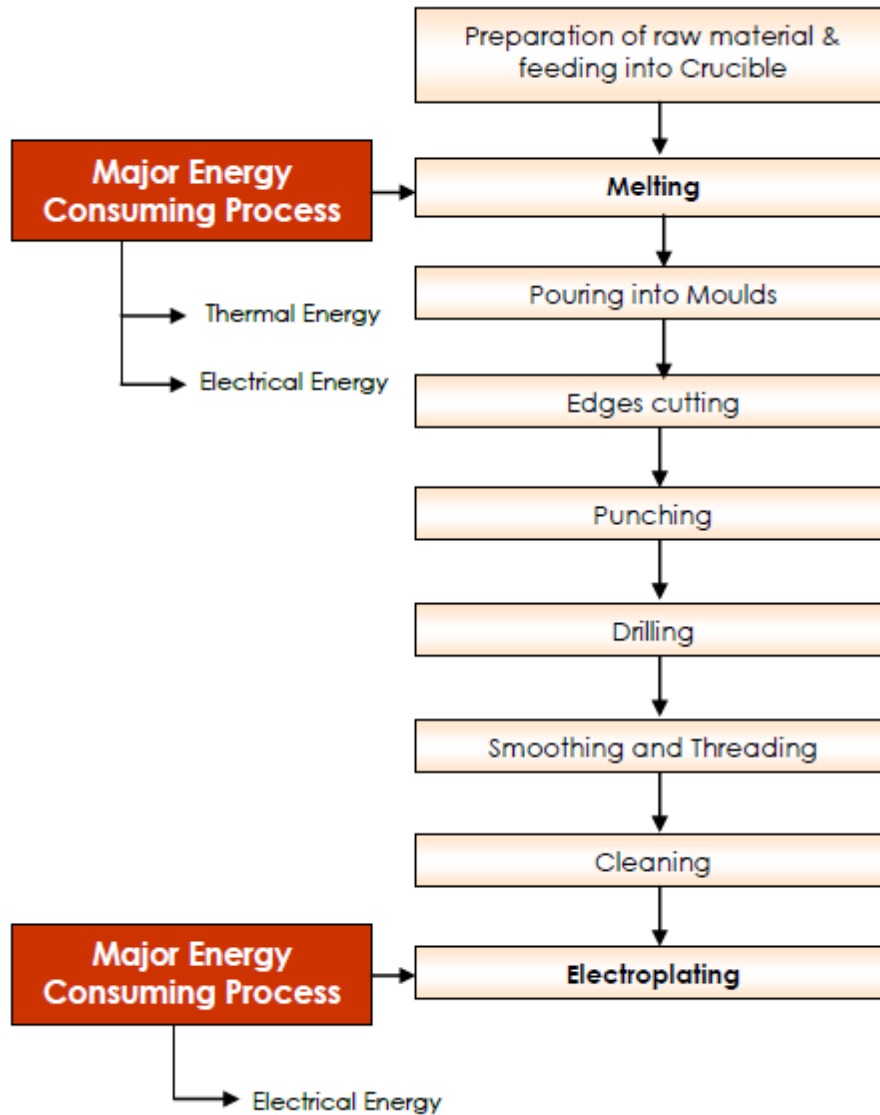 Preparation of raw material &
feeding into Crucible
Major Energy
Consuming Process
Melting
Thermal Energy
Electrical Energy
Pouring into Moulds
Edges cutting
Punching
Drilling
Smoothing and Threading
Cleaning
Major Energy
Consuming Process
Electroplating
Electrical Energy